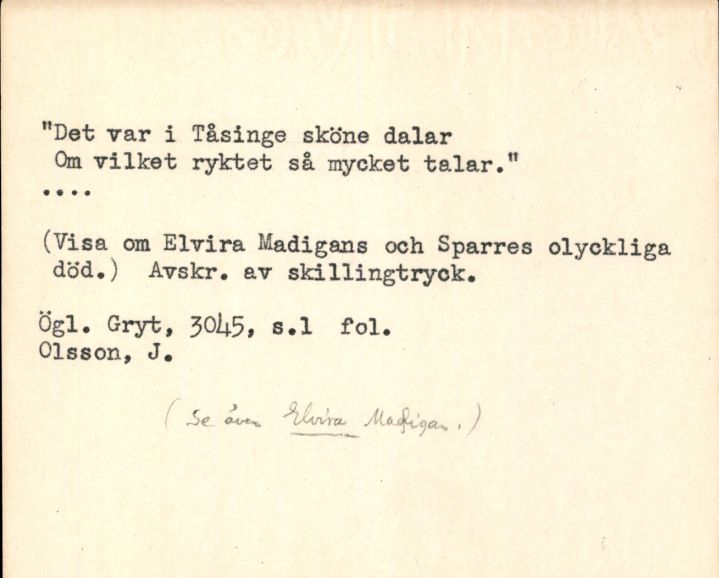 "Det var i Tåsinge sköne dalar
Om vilket ryktet så mycket talar."
....
(Visa om Elvira Madigans och Sparres olyckliga
död.) Avskr. av skillingtryck.
Ögl. Gryt, 3045, s.1 fol.
Olsson, J.
(Se även Elvira Madigan.)